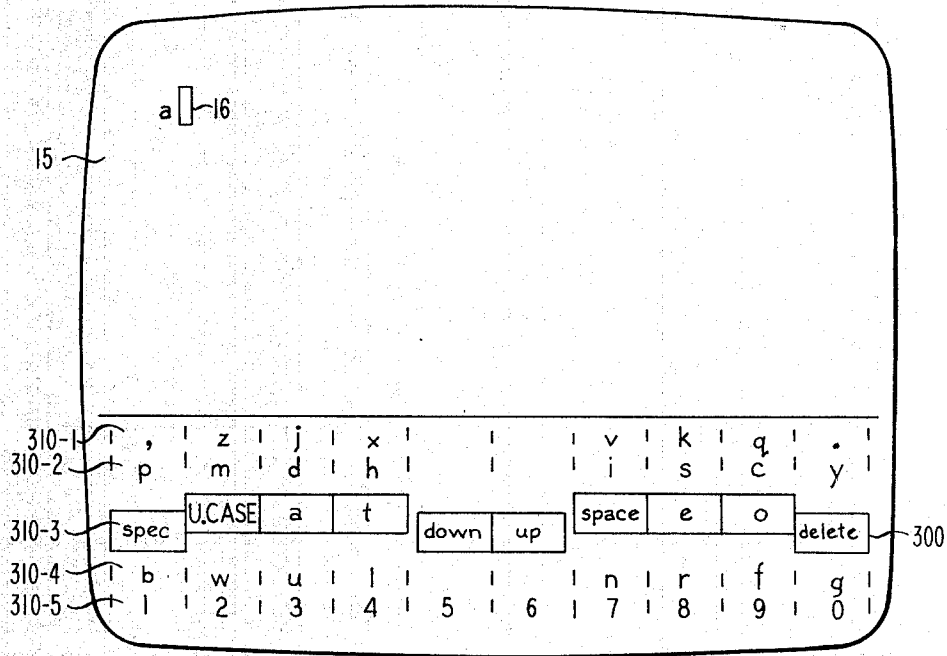 a 16
15
310-1 , z j x v k q .
310-2 p m d h i s c y
310-3 spec U.CASE a t down up space e o delete 300
310-4 b w u l n r f g
310-5 1 2 3 4 5 6 7 8 9 0